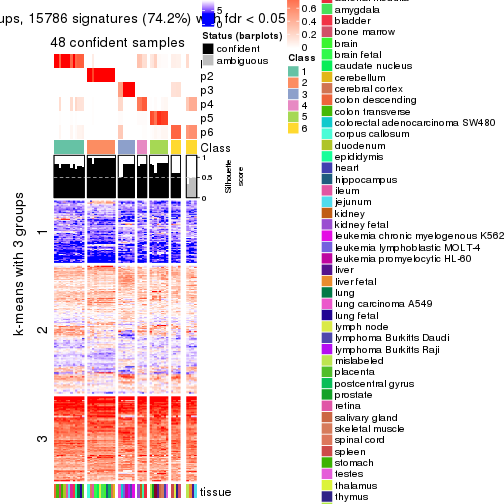 ups, 15786 signatures (74.2%) with fdr < 0.05
48 confident samples
p2
p3
p4
p5
p6
Class
1
0.5
0
Silhouette
score
k-means with 3 groups
1
2
3
tissue
5
0
Status (barplots)
confident
ambiguous
0.6
0.4
0.2
0
Class
1
2
3
4
5
6
amygdala
bladder
bone marrow
brain
brain fetal
caudate nucleus
cerebellum
cerebral cortex
colon descending
colon transverse
colorectal adenocarcinoma SW480
corpus callosum
duodenum
epididymis
heart
hippocampus
ileum
jejunum
kidney
kidney fetal
leukemia chronic myelogenous K562
leukemia lymphoblastic MOLT-4
leukemia promyelocytic HL-60
liver
liver fetal
lung
lung carcinoma A549
lung fetal
lymph node
lymphoma Burkitts Daudi
lymphoma Burkitts Raji
mislabeled
placenta
postcentral gyrus
prostate
retina
salivary gland
skeletal muscle
spinal cord
spleen
stomach
testes
thalamus
thymus